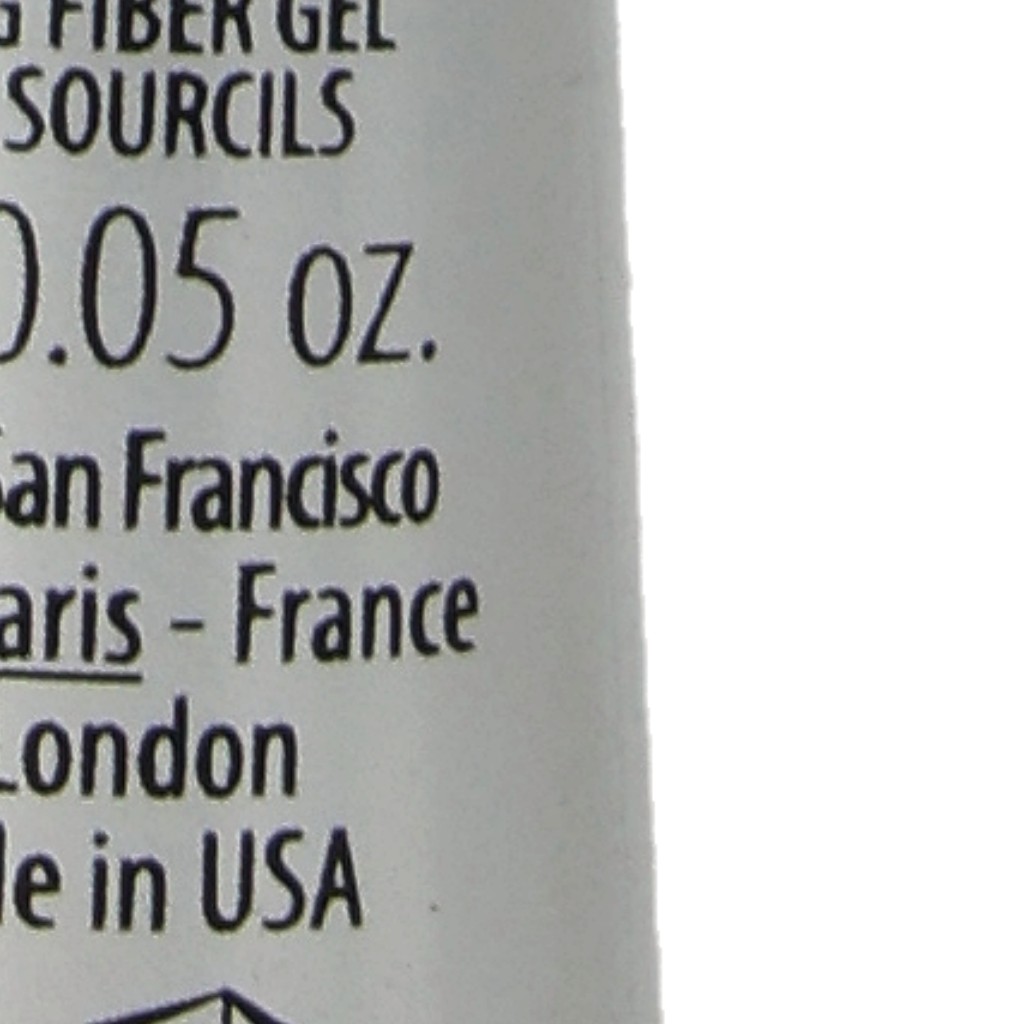 G FIBER GEL
SOURCILS
0.05 oz.
San Francisco
aris - France
London
le in USA